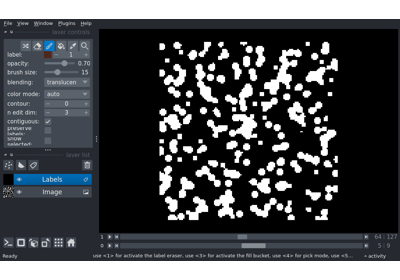 File View Plugins Window Help
layer controls
label: 1
opacity: 0.70
brush size: 15
blending: translucen
color mode: auto
contour: 0
n edit dim: 3
contiguous:
preserve labels:
show selected:
layer list
Labels
Image
1 64 127
0 5 9
Ready
use <1> for activate the label eraser, use <3> for activate the fill bucket, use <4> for pick mode, use <5...
activity